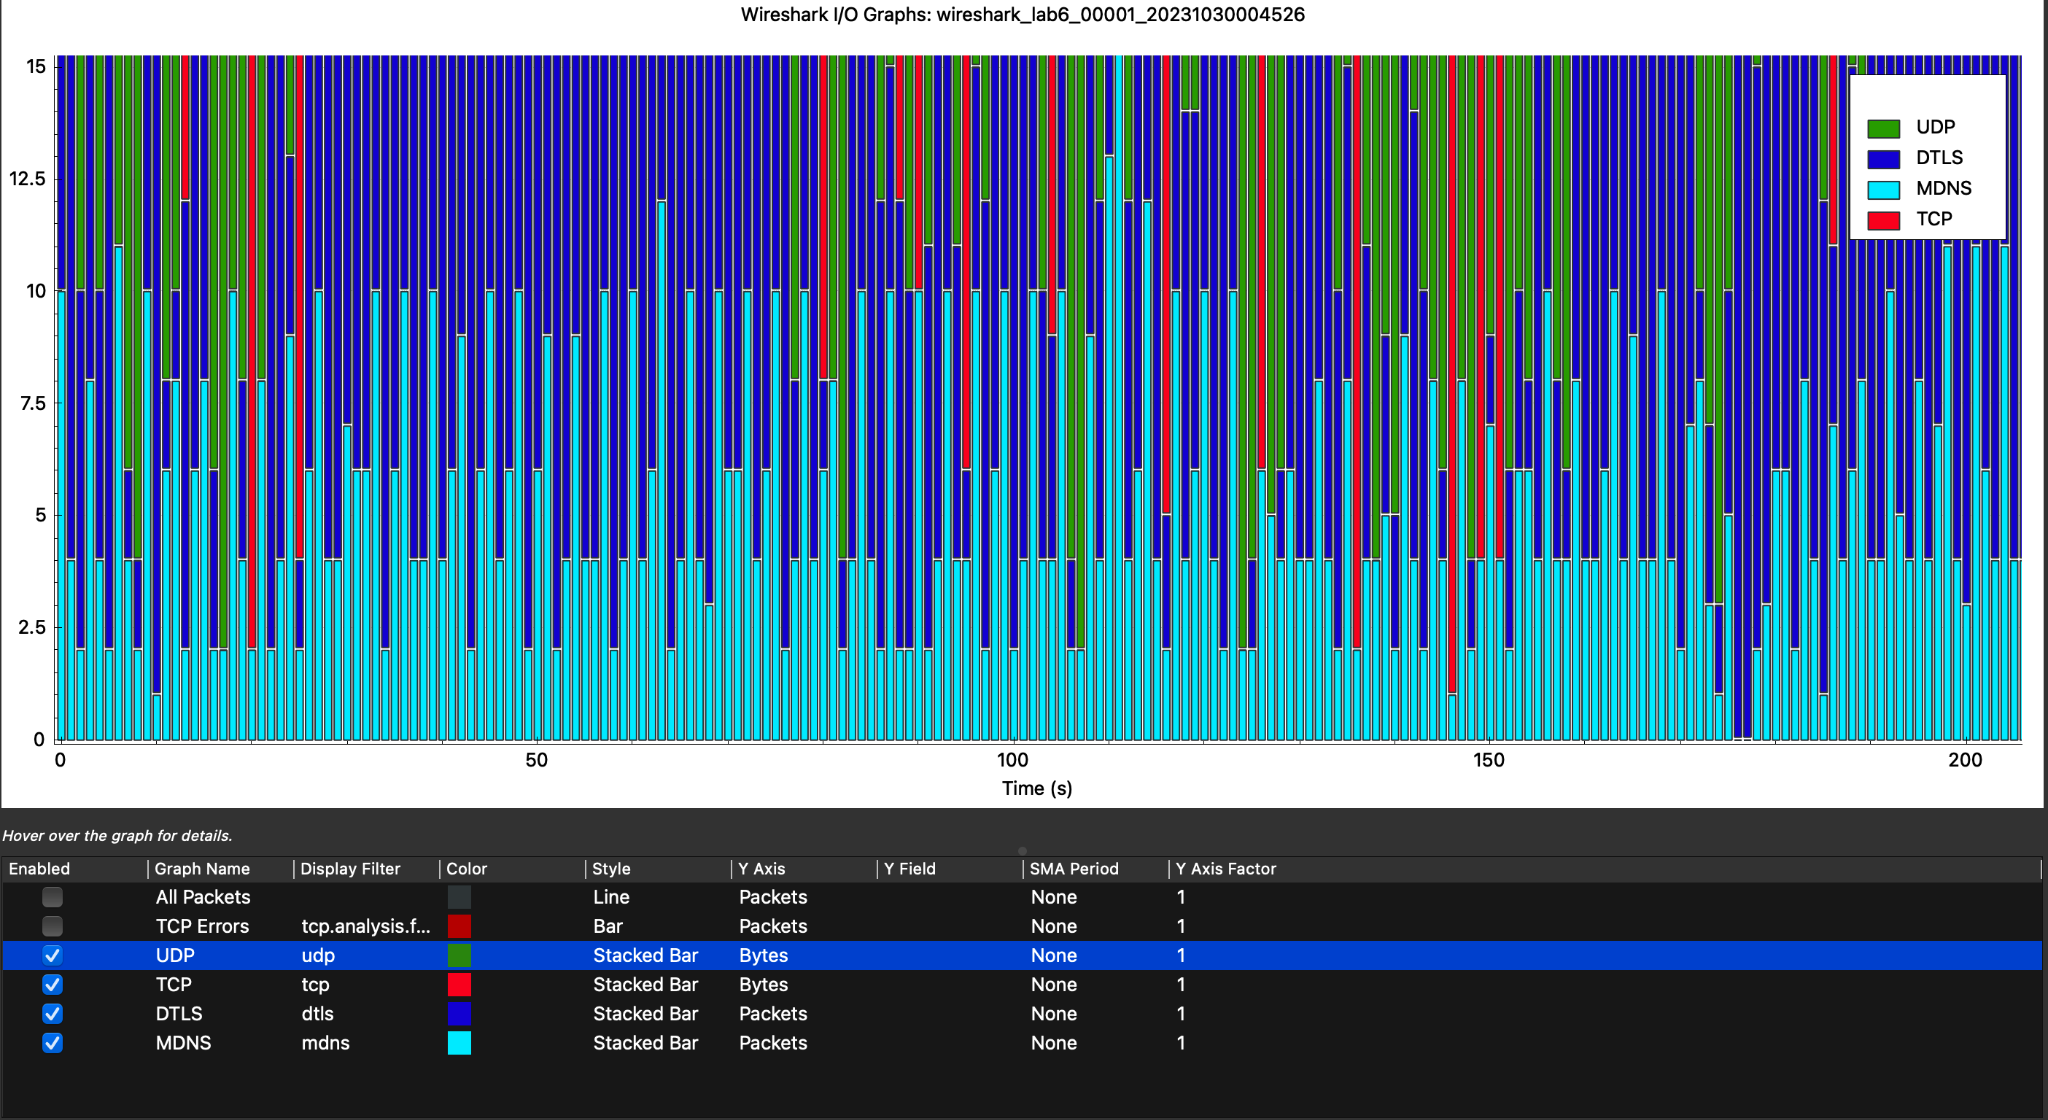 Wireshark I/O Graphs: wireshark_lab6_00001_20231030004526
15
12.5
10
7.5
5
2.5
0
UDP
DTLS
MDNS
TCP
0 50 100 150 200
Time (s)
Hover over the graph for details.
Enabled Graph Name Display Filter Color Style Y Axis Y Field SMA Period Y Axis Factor
All Packets Line Packets None 1
TCP Errors tcp.analysis.f... Bar Packets None 1
UDP udp Stacked Bar Bytes None 1
TCP tcp Stacked Bar Bytes None 1
DTLS dtls Stacked Bar Packets None 1
MDNS mdns Stacked Bar Packets None 1